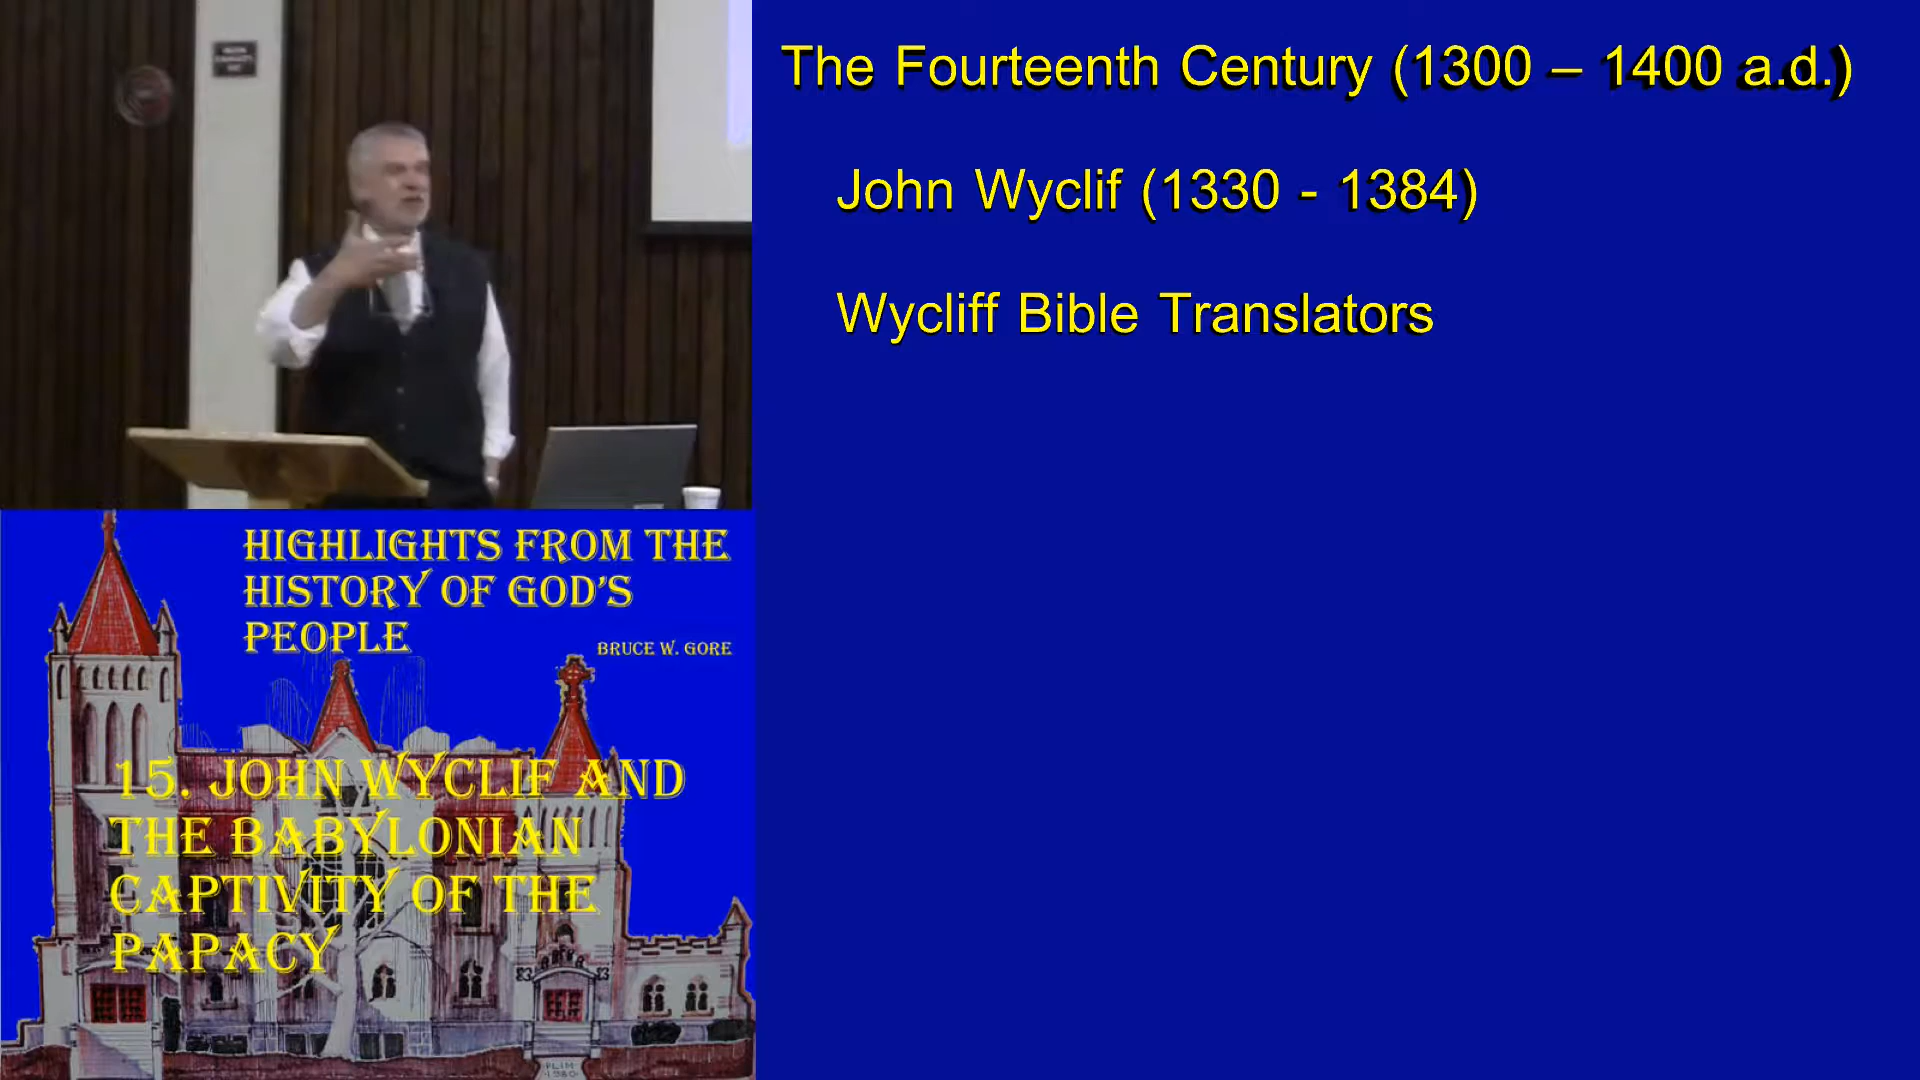 The Fourteenth Century (1300 – 1400 a.d.)
John Wyclif (1330 - 1384)
Wycliff Bible Translators
HIGHLIGHTS FROM THE
HISTORY OF GOD'S
PEOPLE
BRUCE W. GORE
15. JOHN WYCLIF AND
THE BABYLONIAN
CAPTIVITY OF THE
PAPACY